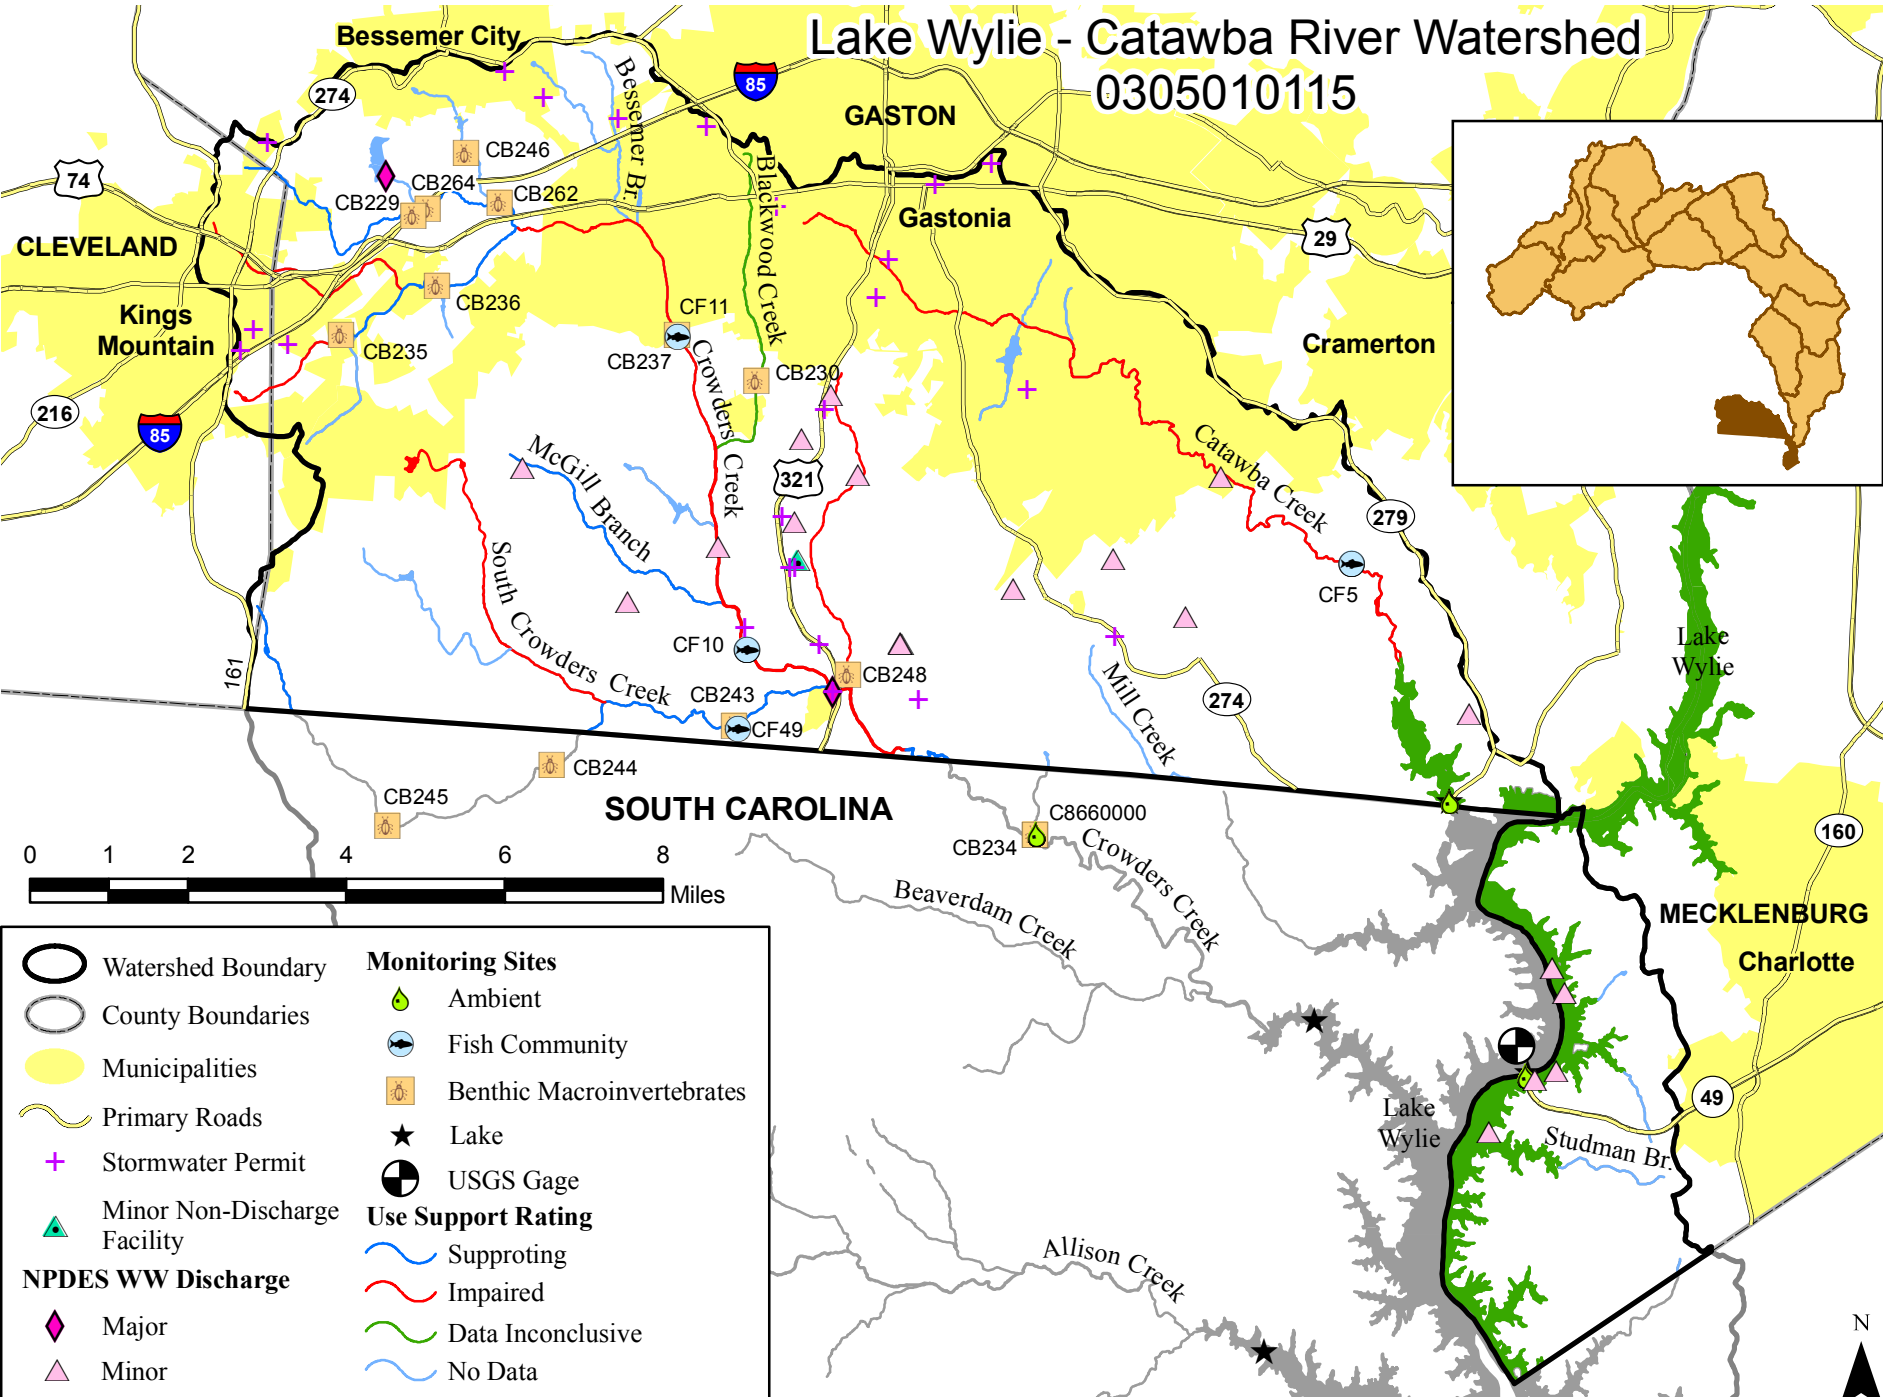 Lake Wylie - Catawba River Watershed
0305010115
Bessemer City
274
85
GASTON
Bessemer Br.
Blackwood Creek
74
CB246
CB264
CB262
CB229
CLEVELAND
Gastonia
29
Kings
Mountain
CB236
CB235
CF11
CB237
Crowders Creek
CB230
Cramerton
216
85
McGill Branch
321
Catawba Creek
279
South Crowders Creek
CF5
CF10
Lake
Wylie
161
CB243
CB248
CF49
Mill Creek
274
CB244
CB245
SOUTH CAROLINA
C8660000
CB234
Crowders Creek
160
0 1 2 4 6 8
Miles
Beaverdam Creek
MECKLENBURG
Charlotte
Lake
Wylie
49
Studman Br.
Allison Creek
N
Watershed Boundary
County Boundaries
Municipalities
Primary Roads
Stormwater Permit
Minor Non-Discharge
Facility
NPDES WW Discharge
Major
Minor
Monitoring Sites
Ambient
Fish Community
Benthic Macroinvertebrates
Lake
USGS Gage
Use Support Rating
Supproting
Impaired
Data Inconclusive
No Data